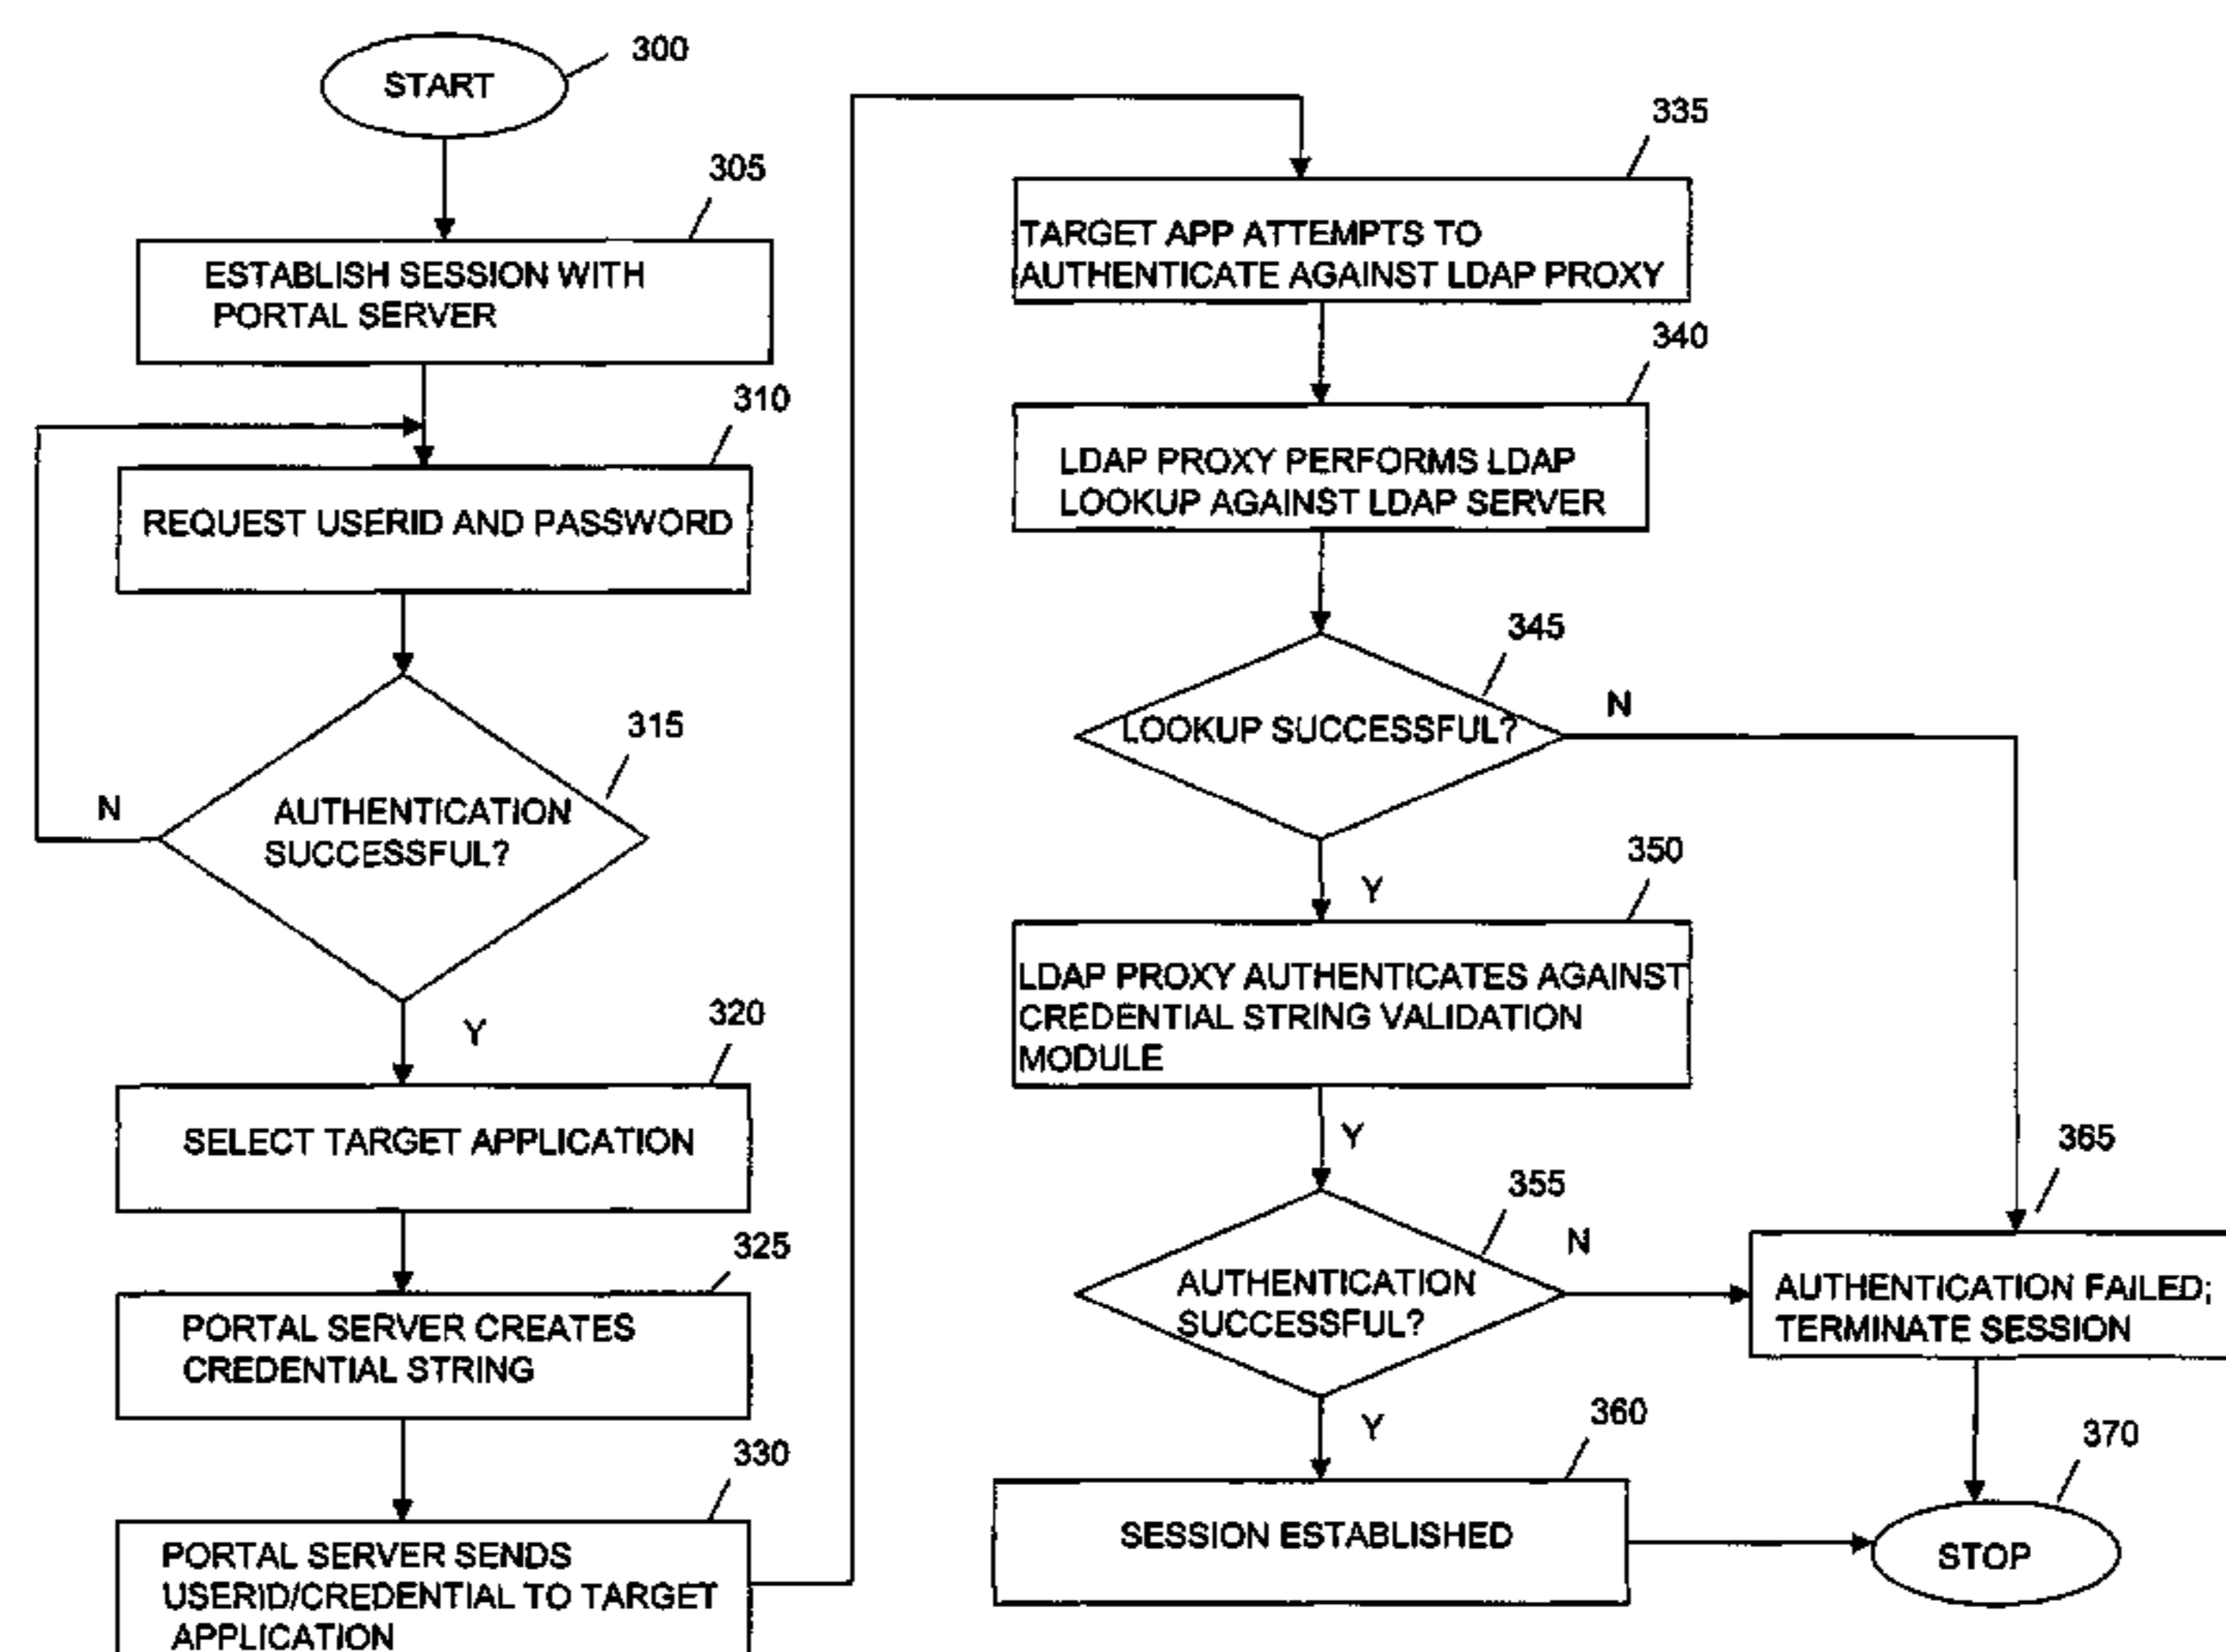 START
300
305
ESTABLISH SESSION WITH
PORTAL SERVER
310
REQUEST USERID AND PASSWORD
315
N
AUTHENTICATION
SUCCESSFUL?
Y
320
SELECT TARGET APPLICATION
325
PORTAL SERVER CREATES
CREDENTIAL STRING
330
PORTAL SERVER SENDS
USERID/CREDENTIAL TO TARGET
APPLICATION
335
TARGET APP ATTEMPTS TO
AUTHENTICATE AGAINST LDAP PROXY
340
LDAP PROXY PERFORMS LDAP
LOOKUP AGAINST LDAP SERVER
345
N
LOOKUP SUCCESSFUL?
Y
350
LDAP PROXY AUTHENTICATES AGAINST
CREDENTIAL STRING VALIDATION
MODULE
Y
355
N
AUTHENTICATION
SUCCESSFUL?
Y
360
SESSION ESTABLISHED
365
AUTHENTICATION FAILED;
TERMINATE SESSION
370
STOP